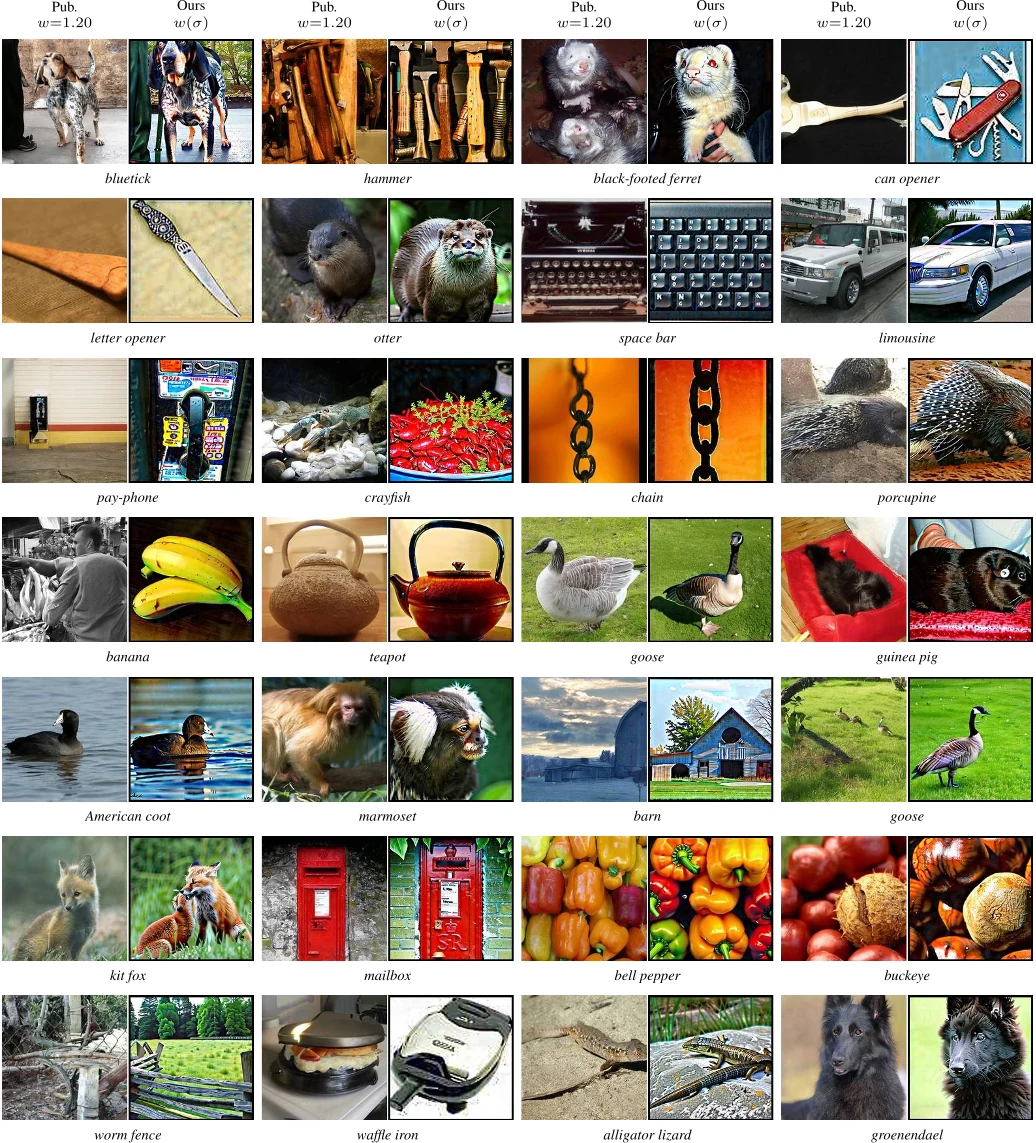 Pub. Ours Pub. Ours Pub. Ours Pub. Ours
w=1.20 w(σ) w=1.20 w(σ) w=1.20 w(σ) w=1.20 w(σ)
bluetick hammer black-footed ferret can opener
letter opener otter space bar limousine
pay-phone crayfish chain porcupine
banana teapot goose guinea pig
American coot marmoset barn goose
kit fox mailbox bell pepper buckeye
worm fence waffle iron alligator lizard groenendael